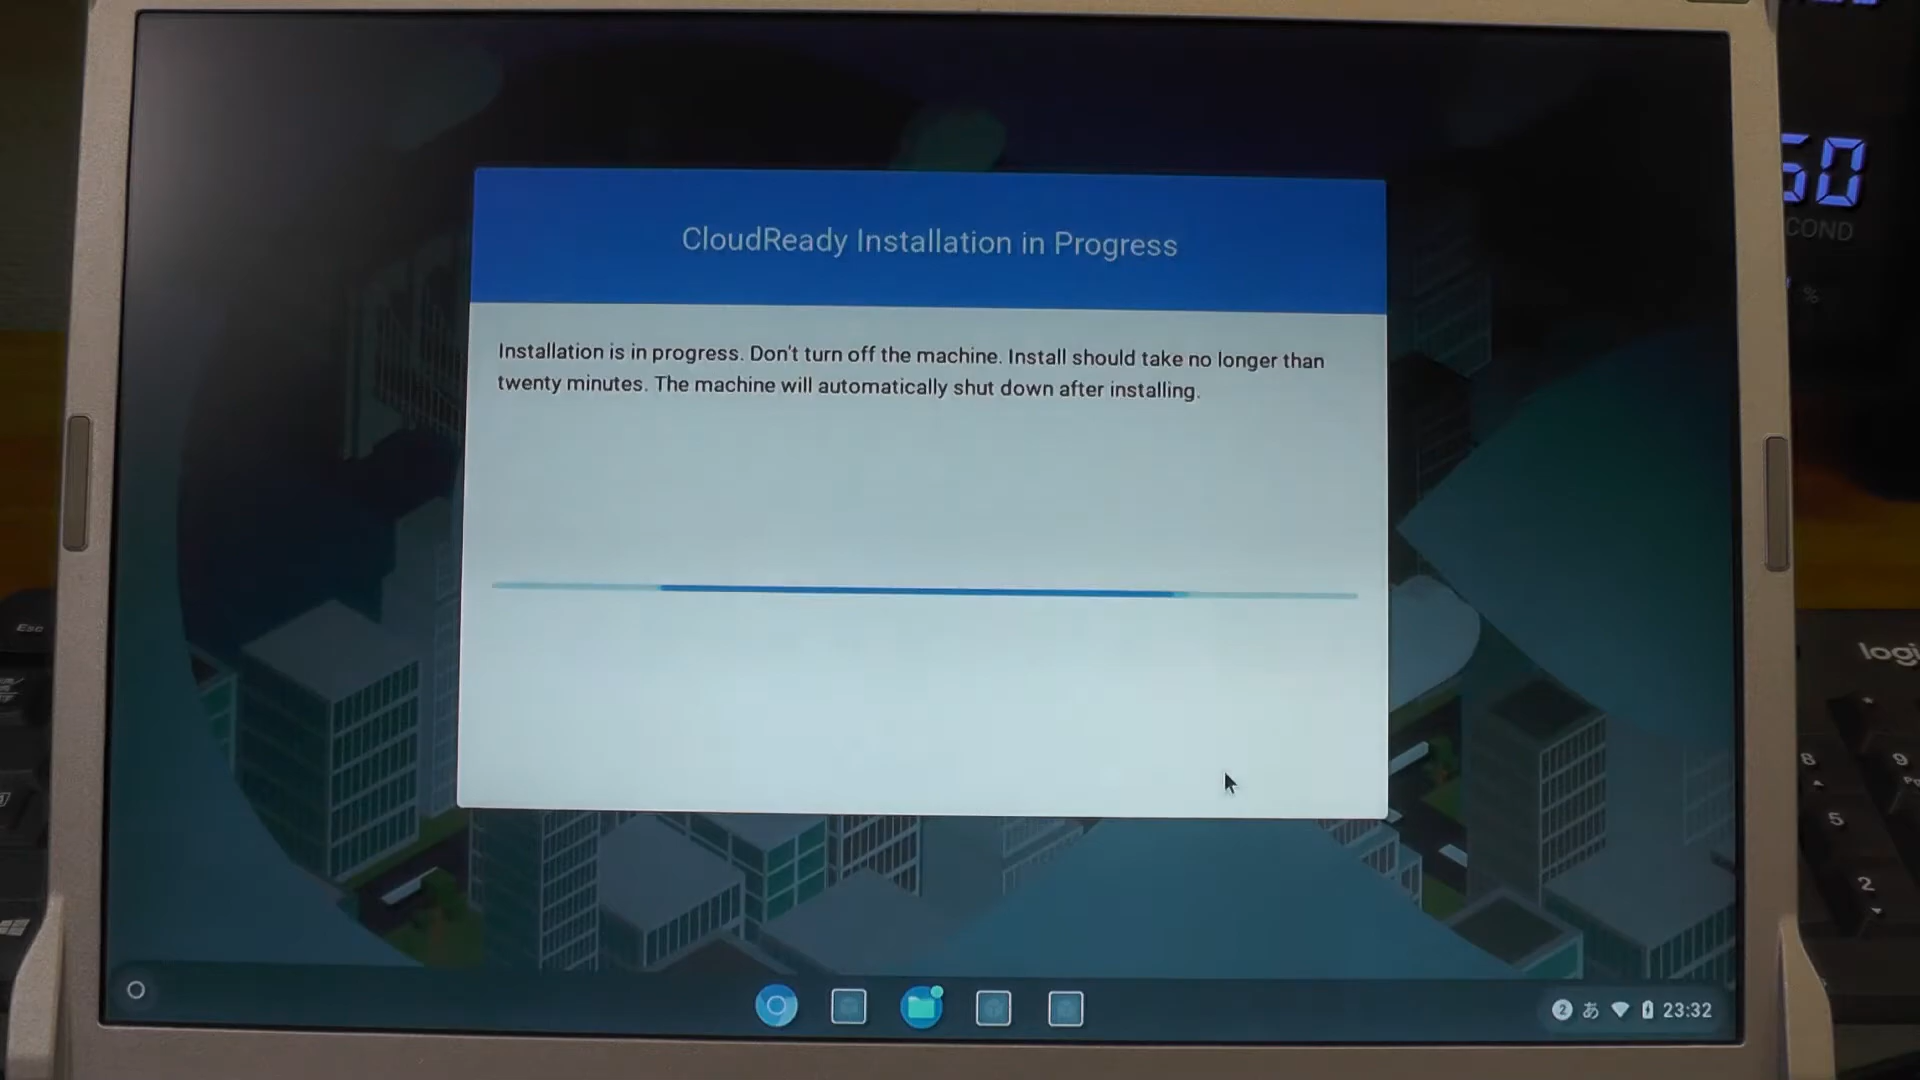 CloudReady Installation in Progress
Installation is in progress. Don't turn off the machine. Install should take no longer than
twenty minutes. The machine will automatically shut down after installing.
2 あ 23:32
50
COND
%
Esc
logi
8
9
5
2